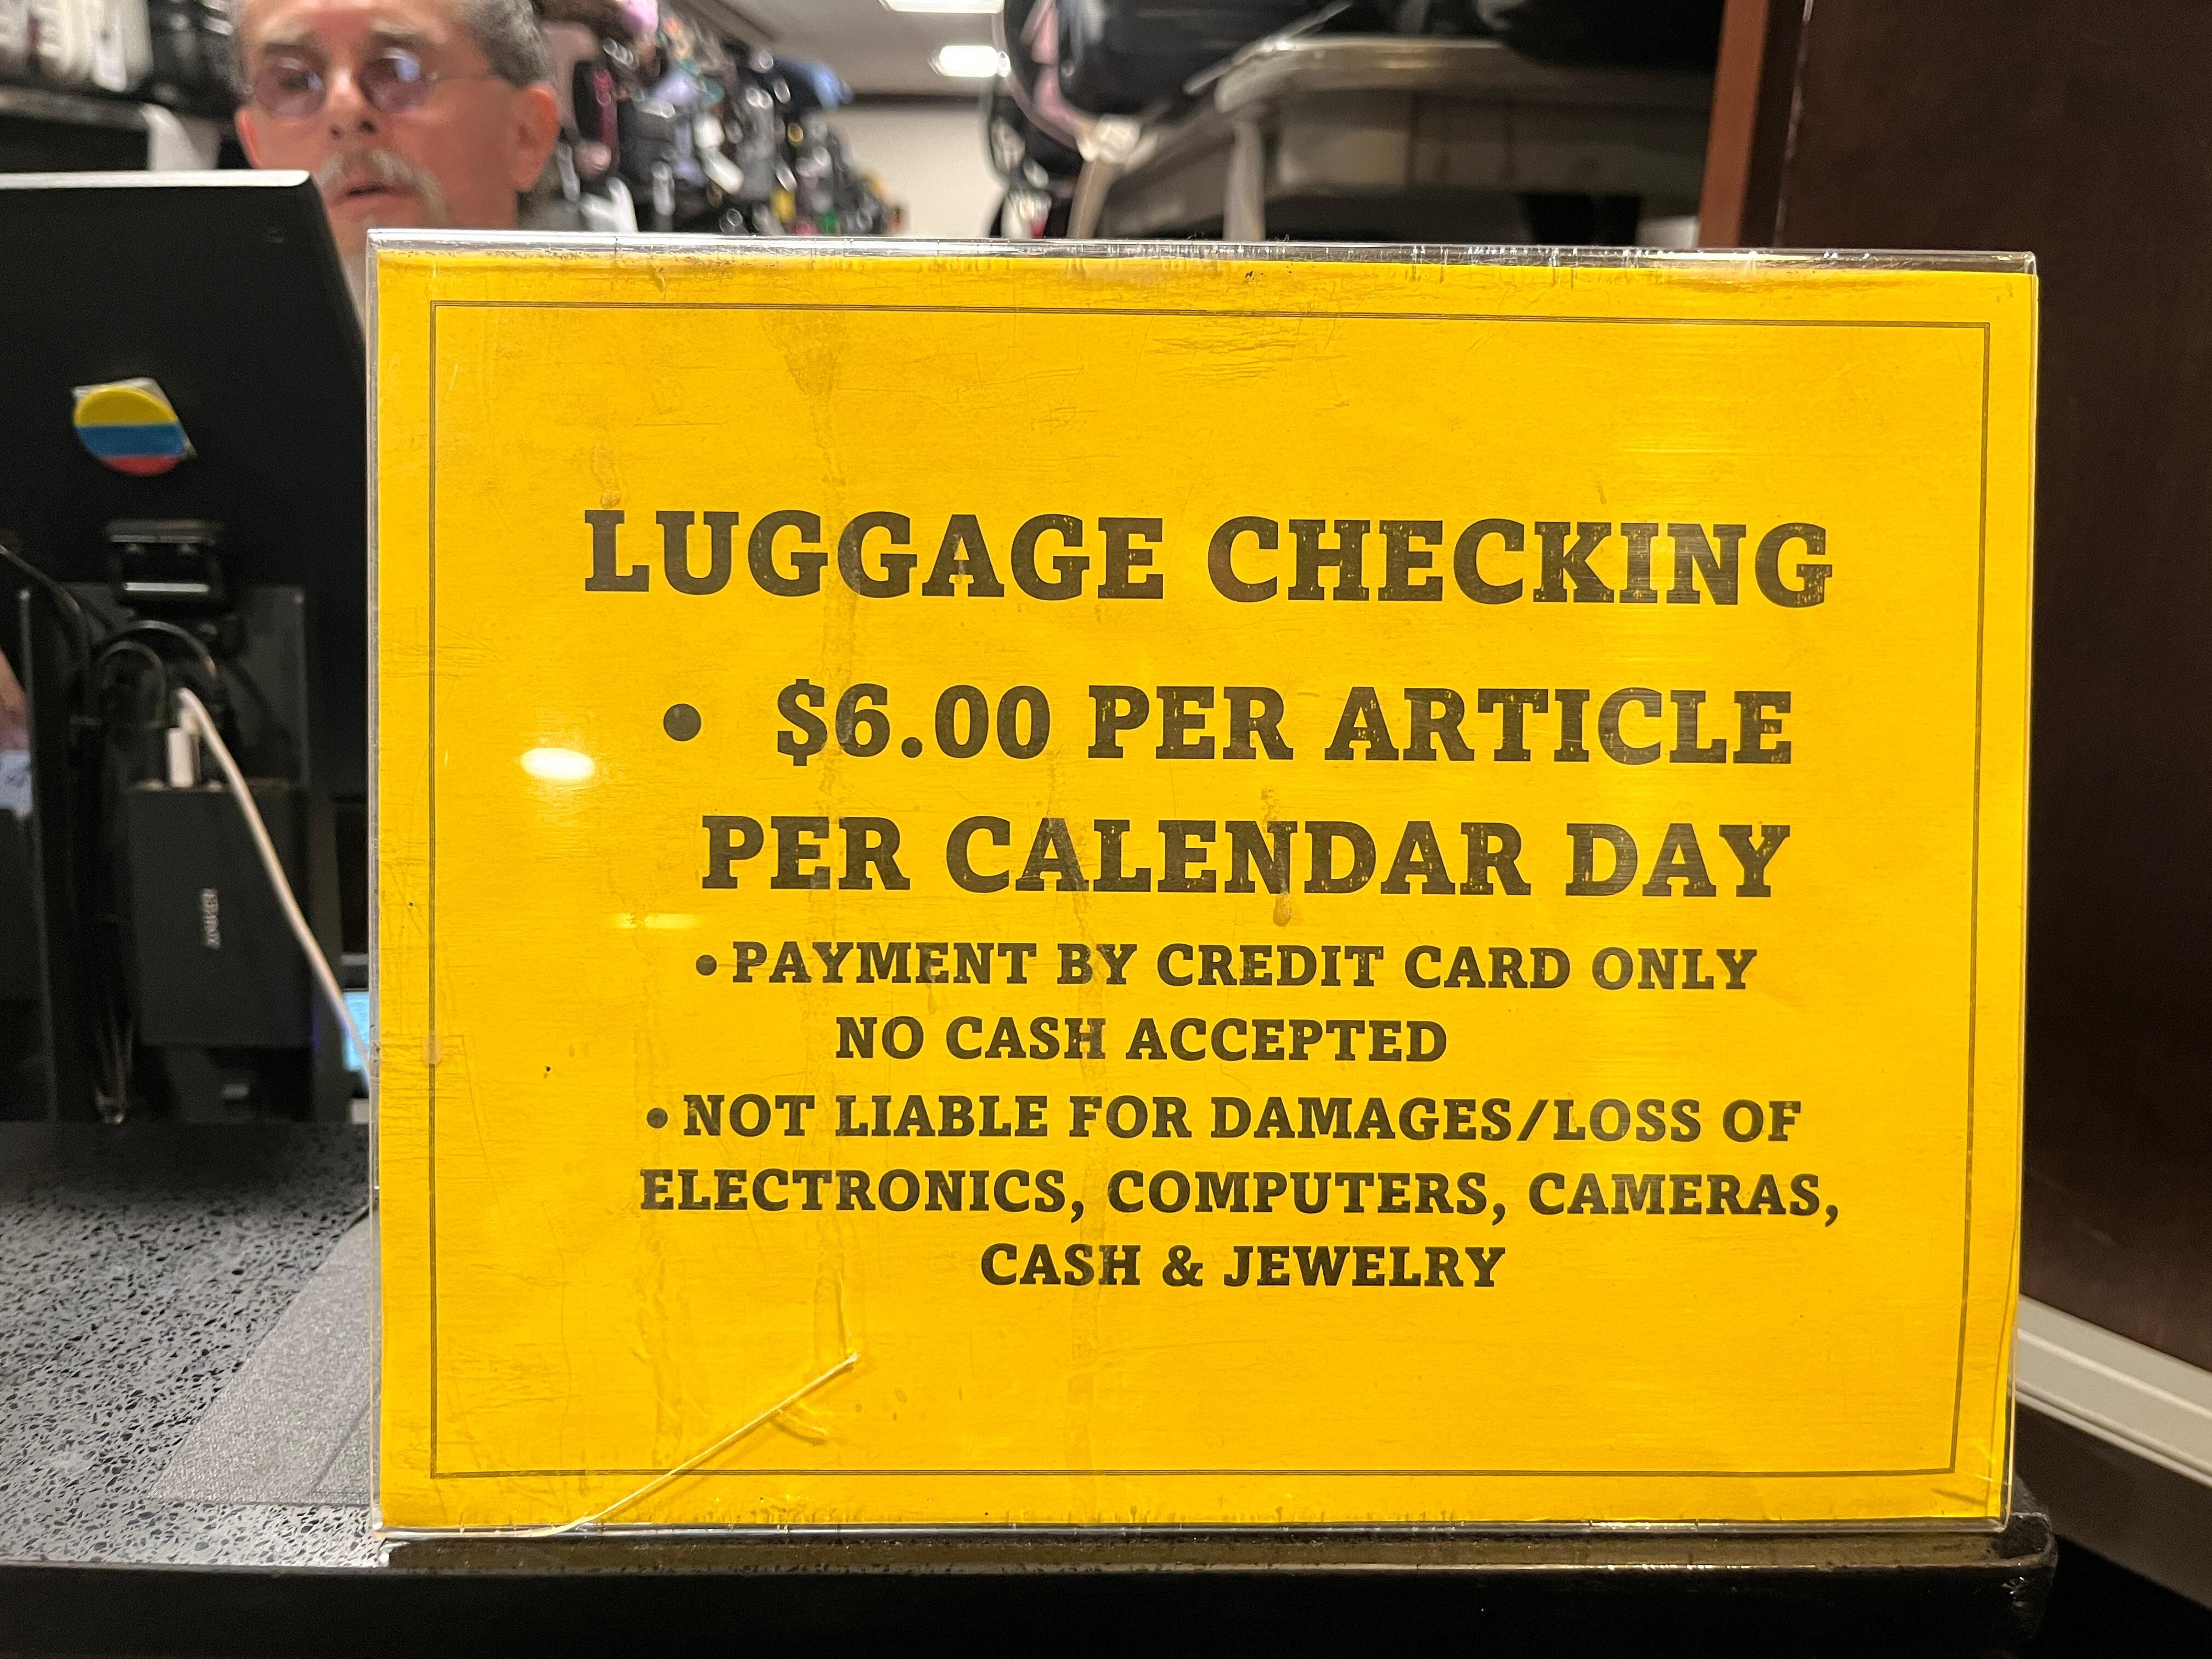 LUGGAGE CHECKING
• $6.00 PER ARTICLE
PER CALENDAR DAY
• PAYMENT BY CREDIT CARD ONLY
NO CASH ACCEPTED
• NOT LIABLE FOR DAMAGES/LOSS OF
ELECTRONICS, COMPUTERS, CAMERAS,
CASH & JEWELRY